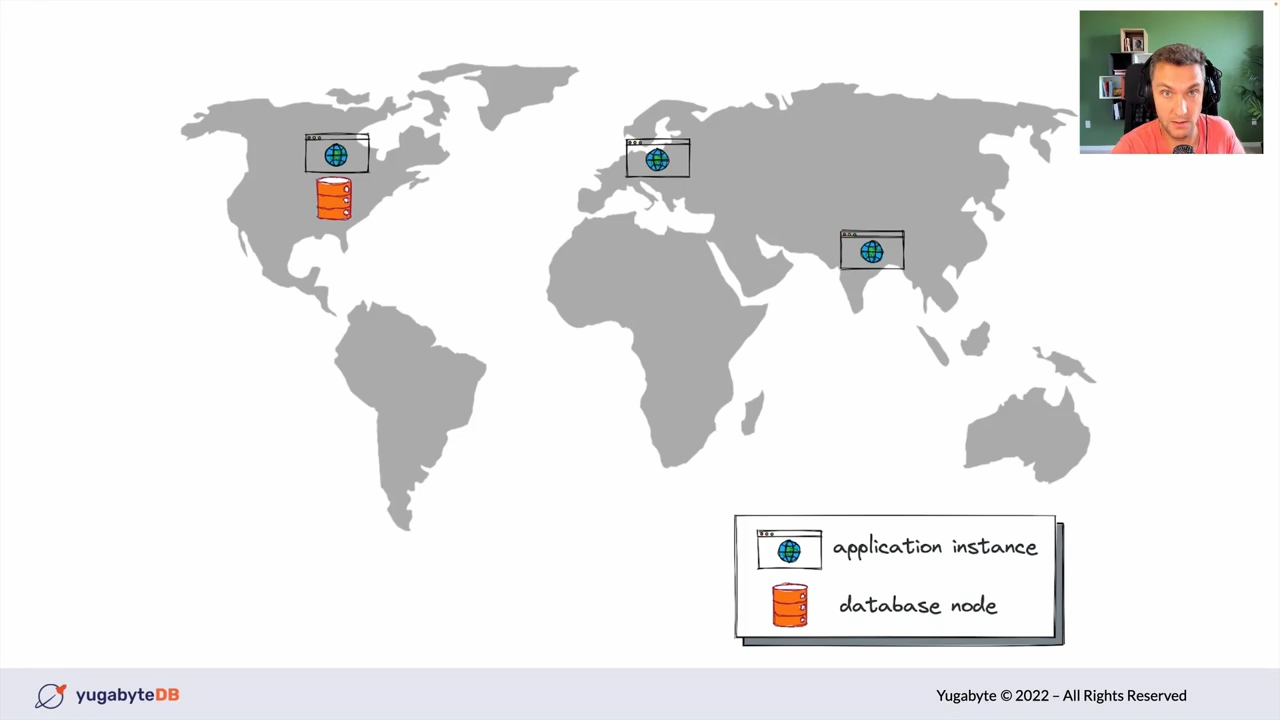 application instance
database node
yugabyteDB
Yugabyte © 2022 – All Rights Reserved